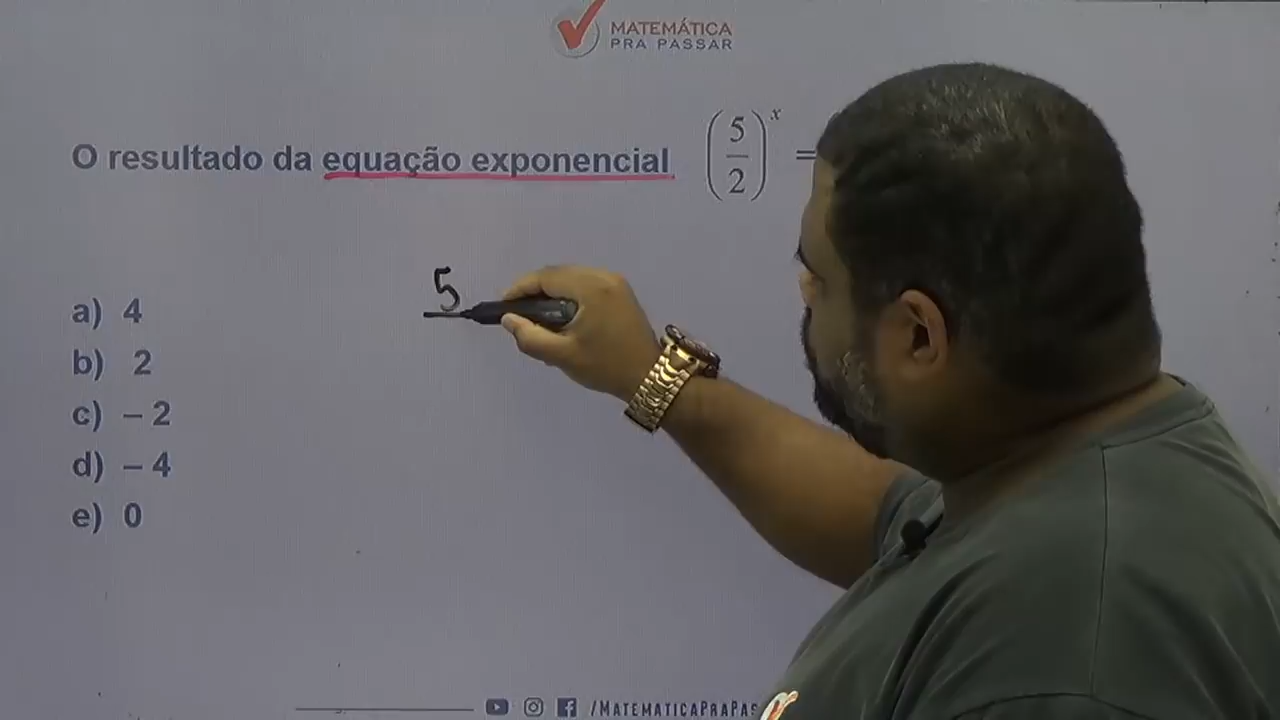 MATEMÁTICA
PRA PASSAR
O resultado da equação exponencial (5/2)^x =
5
a) 4
b) 2
c) – 2
d) – 4
e) 0
/MATEMATICAPRAPAS